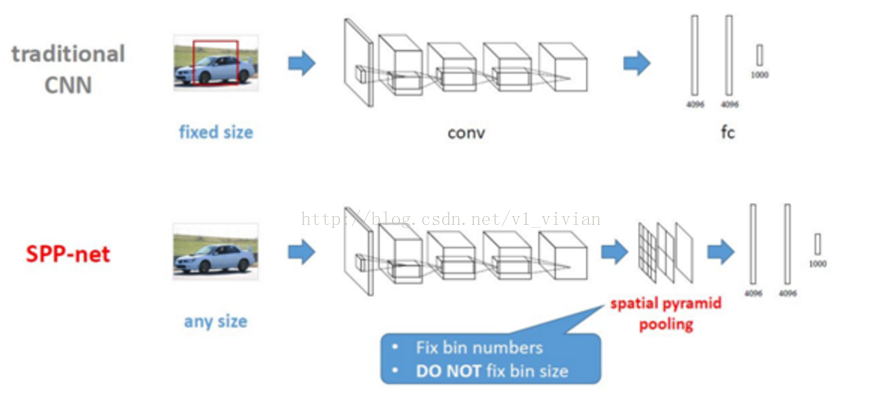 traditional
CNN
fixed size
conv
4096
4096
1000
fc
http://blog.csdn.net/v1_vivian
SPP-net
any size
spatial pyramid
pooling
4096
4096
1000
• Fix bin numbers
• DO NOT fix bin size